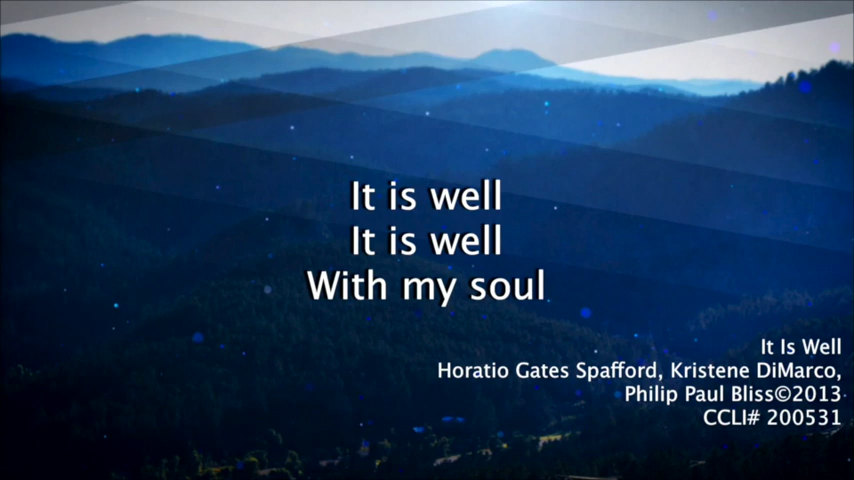 It is well
It is well
With my soul
It Is Well
Horatio Gates Spafford, Kristene DiMarco,
Philip Paul Bliss©2013
CCLI# 200531